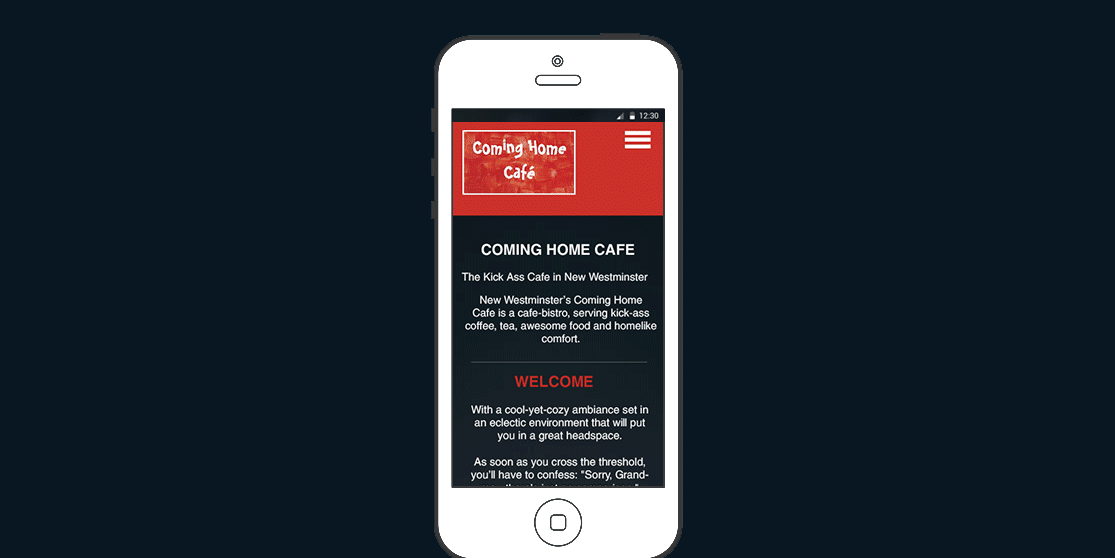 12:30
Coming Home
Café
COMING HOME CAFE
The Kick Ass Cafe in New Westminster
New Westminster's Coming Home
Cafe is a cafe-bistro, serving kick-ass
coffee, tea, awesome food and homelike
comfort.
WELCOME
With a cool-yet-cozy ambiance set in
an eclectic environment that will put
you in a great headspace.
As soon as you cross the threshold,
you'll have to confess: "Sorry, Grand-